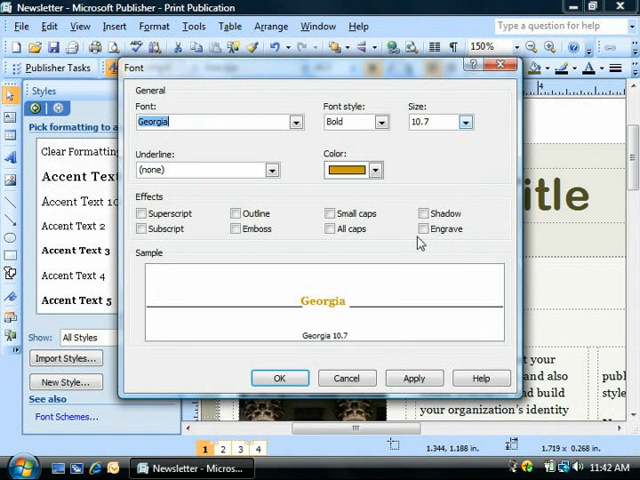 Newsletter - Microsoft Publisher - Print Publication
File Edit View Insert Format Tools Table Arrange Window Help Type a question for help
150%
Publisher Tasks
Styles
Pick formatting to a
Clear Formatting
Accent Text
Accent Text 10
Accent Text 2
Accent Text 3
Accent Text 4
Accent Text 5
Show: All Styles
Import Styles...
New Style...
See also
Font Schemes...
Font
General
Font: Font style: Size:
Georgia Bold 10.7
Underline: Color:
(none)
Effects
Superscript Outline Small caps Shadow
Subscript Emboss All caps Engrave
Sample
Georgia
Georgia 10.7
OK Cancel Apply Help
4
Title
t your
and also
nd build
your organization's identity
publ
style
N
1 2 3 4
1.344, 1.188 in. 1.719 x 0.268 in.
Newsletter - Micros... 11:42 AM